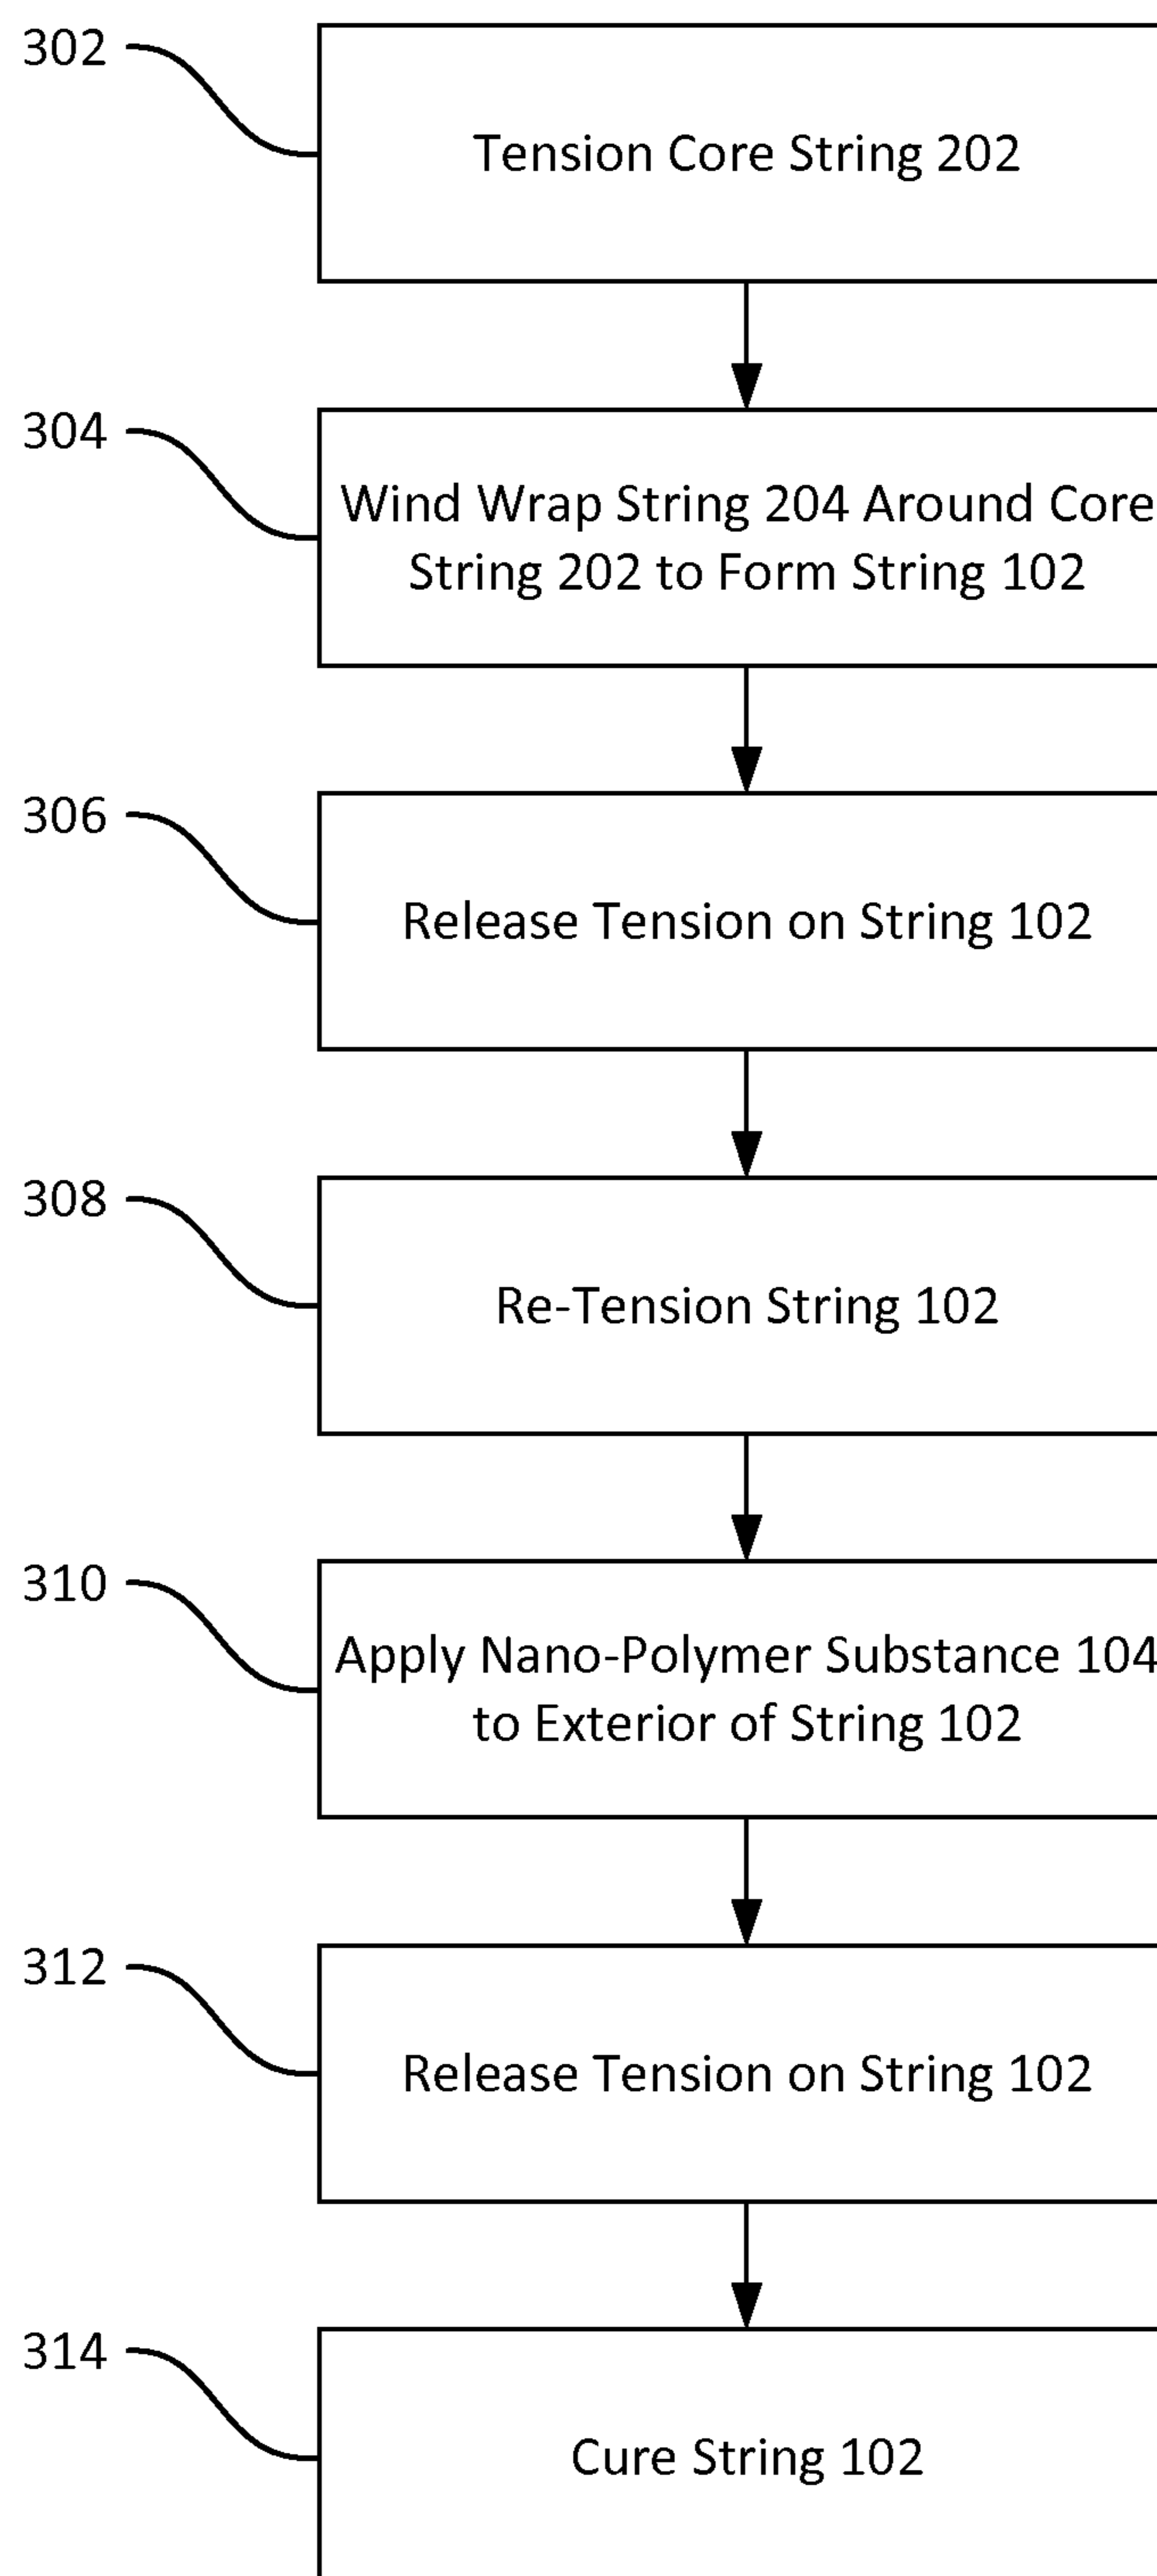 302
Tension Core String 202
304
Wind Wrap String 204 Around Core
String 202 to Form String 102
306
Release Tension on String 102
308
Re-Tension String 102
310
Apply Nano-Polymer Substance 104
to Exterior of String 102
312
Release Tension on String 102
314
Cure String 102